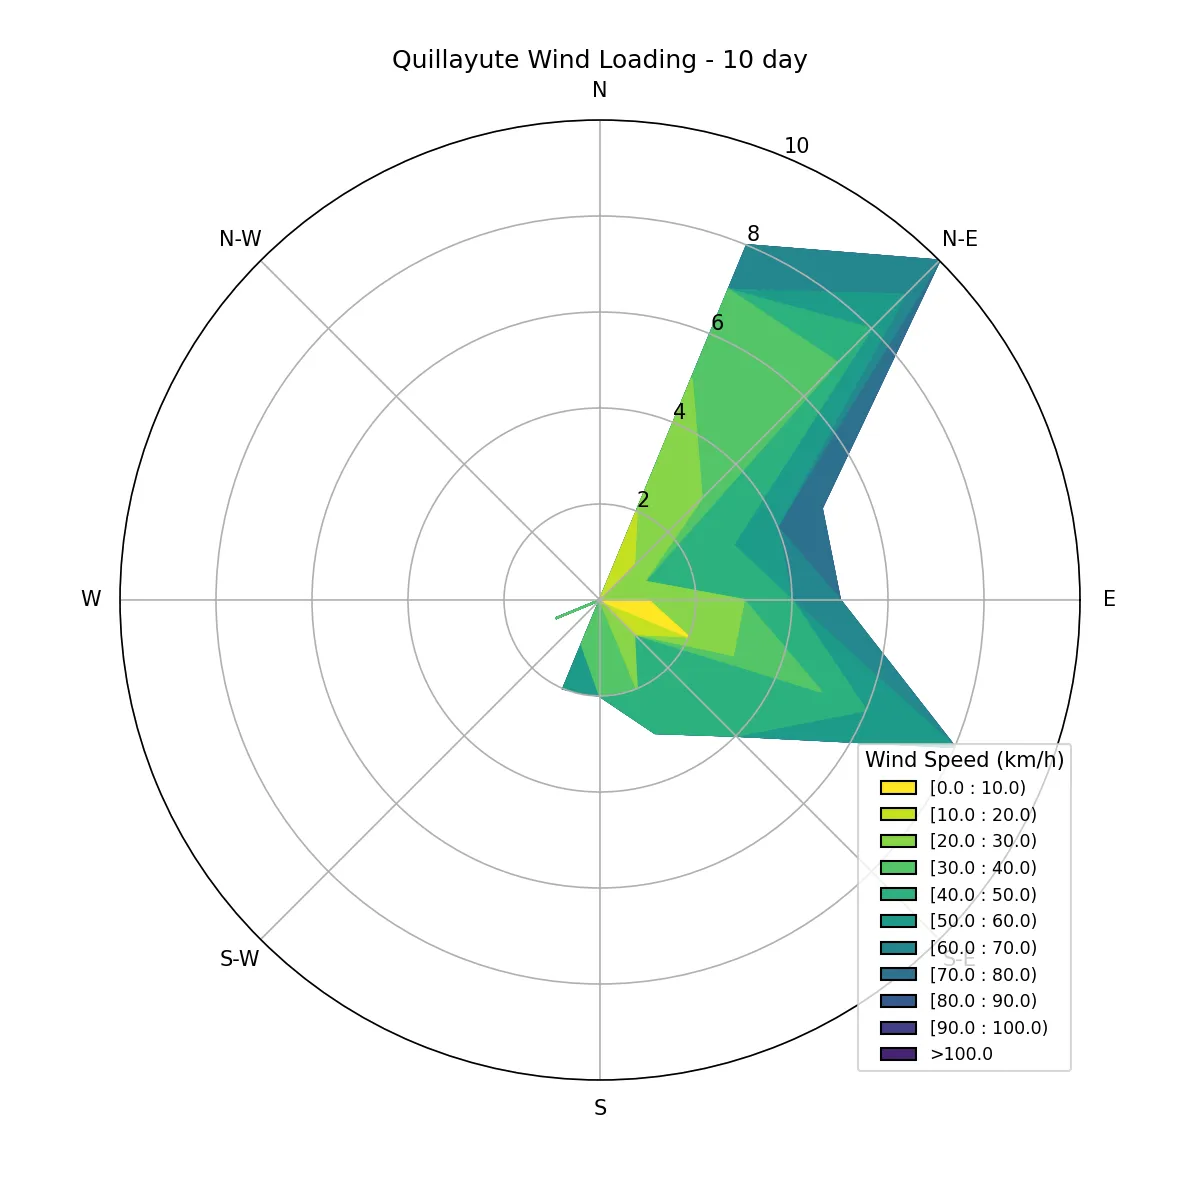 Quillayute Wind Loading - 10 day
N
10
8
N-W
N-E
6
4
2
W
E
Wind Speed (km/h)
[0.0 : 10.0)
[10.0 : 20.0)
[20.0 : 30.0)
[30.0 : 40.0)
[40.0 : 50.0)
[50.0 : 60.0)
[60.0 : 70.0)
S-W
S-E
[70.0 : 80.0)
[80.0 : 90.0)
[90.0 : 100.0)
>100.0
S